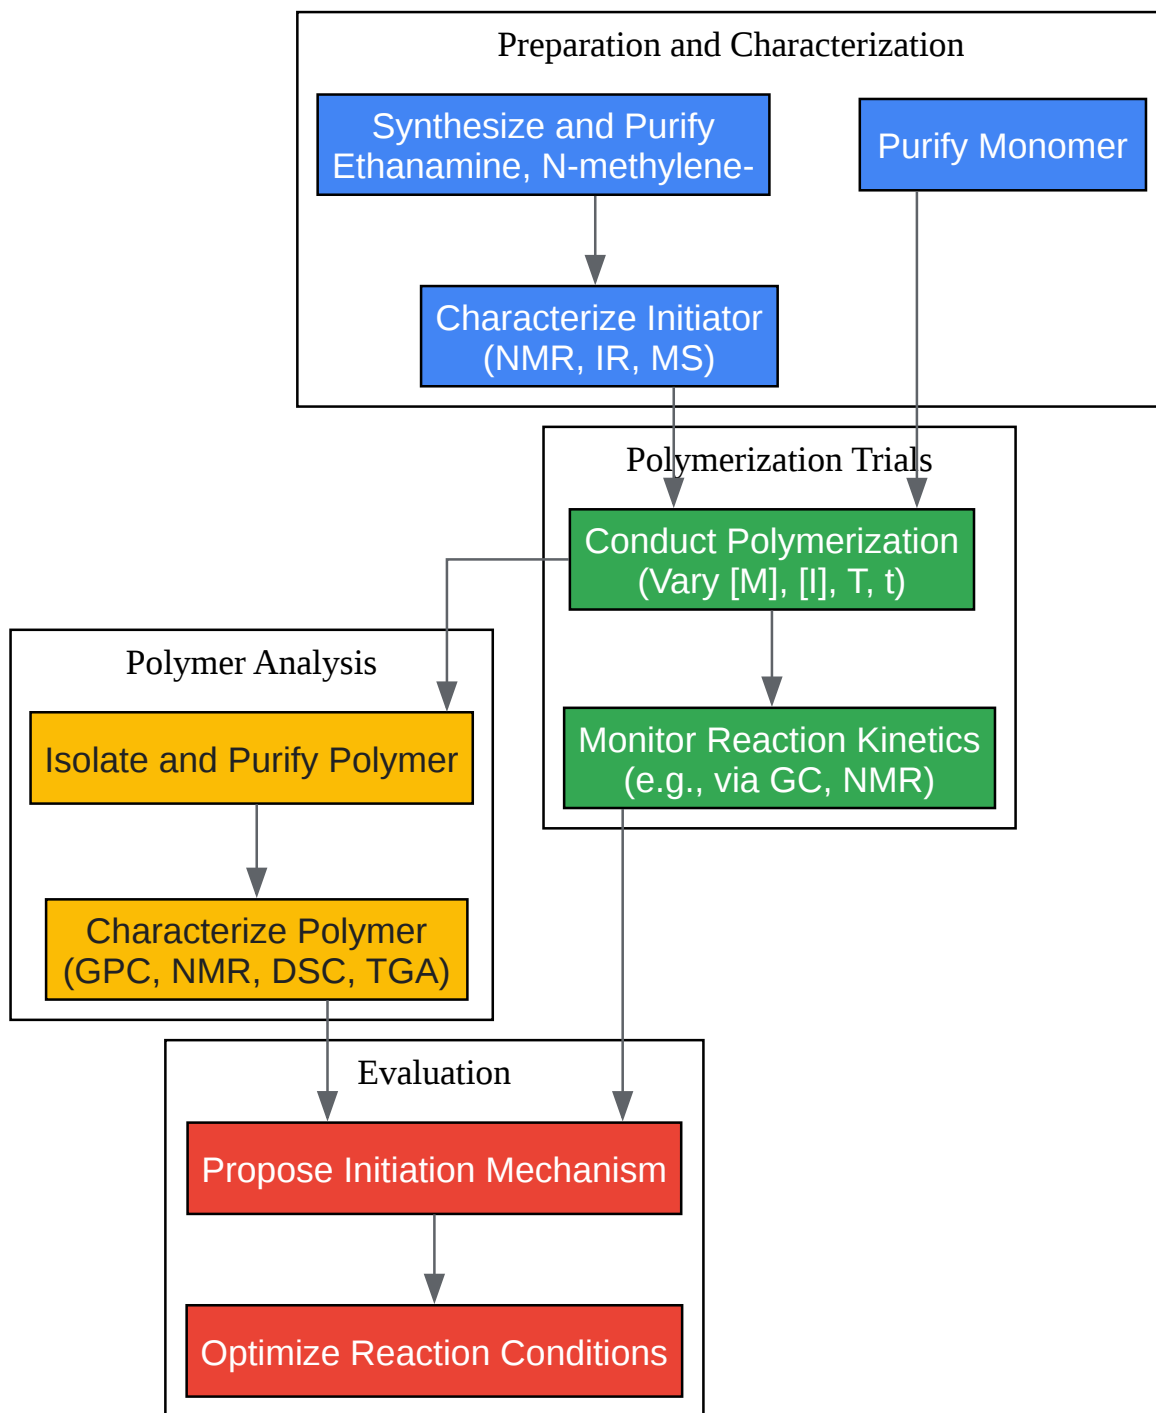 Preparation and Characterization
Synthesize and Purify
Ethanamine, N-methylene-
Purify Monomer
Characterize Initiator
(NMR, IR, MS)
Polymerization Trials
Conduct Polymerization
(Vary [M], [I], T, t)
Monitor Reaction Kinetics
(e.g., via GC, NMR)
Polymer Analysis
Isolate and Purify Polymer
Characterize Polymer
(GPC, NMR, DSC, TGA)
Evaluation
Propose Initiation Mechanism
Optimize Reaction Conditions